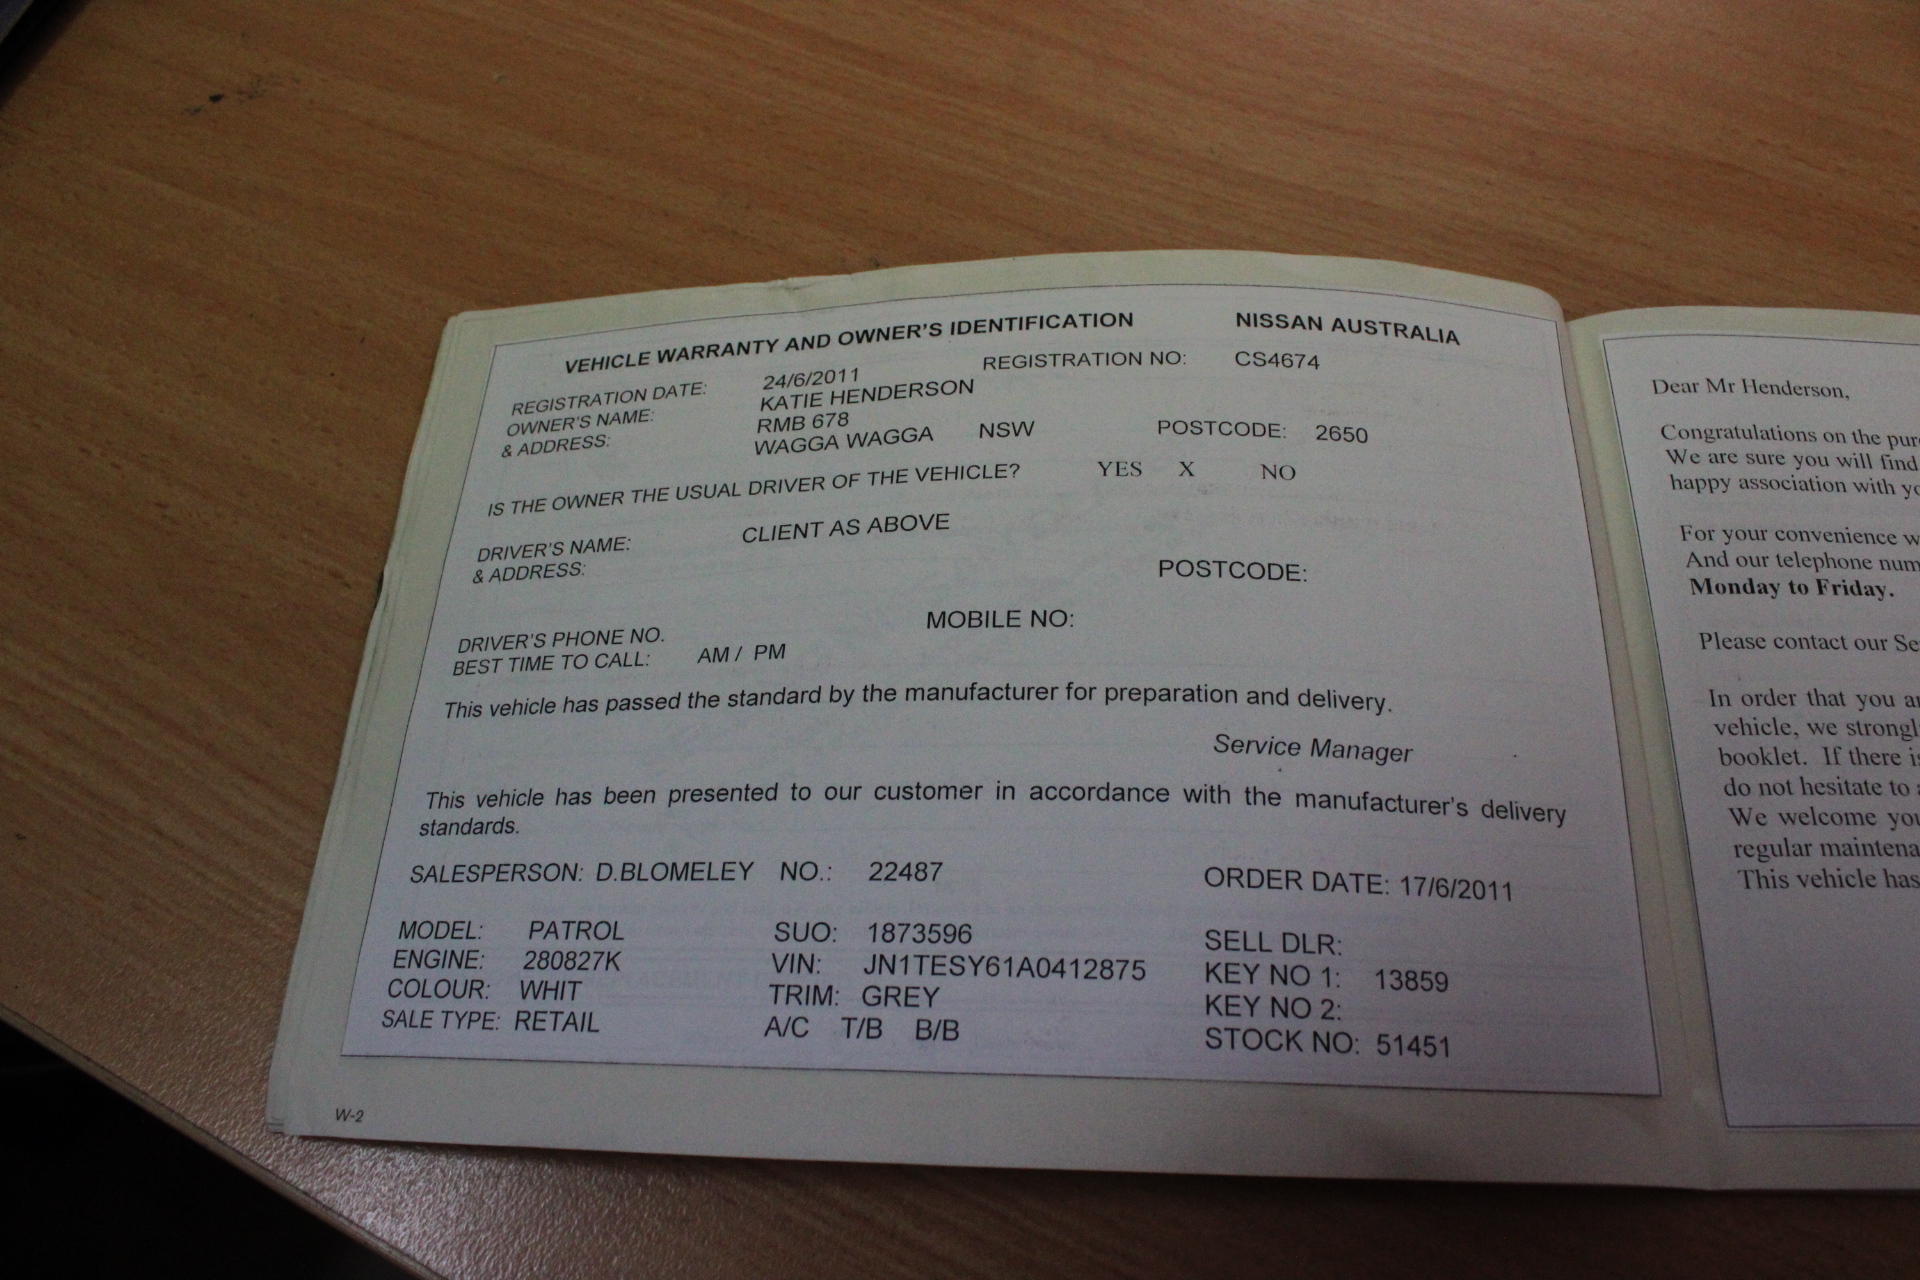 VEHICLE WARRANTY AND OWNER'S IDENTIFICATION NISSAN AUSTRALIA
REGISTRATION DATE: 24/6/2011 REGISTRATION NO: CS4674
OWNER'S NAME: KATIE HENDERSON
& ADDRESS: RMB 678
WAGGA WAGGA NSW POSTCODE: 2650
IS THE OWNER THE USUAL DRIVER OF THE VEHICLE? YES X NO
DRIVER'S NAME: CLIENT AS ABOVE
& ADDRESS: POSTCODE:
DRIVER'S PHONE NO. MOBILE NO:
BEST TIME TO CALL: AM / PM
This vehicle has passed the standard by the manufacturer for preparation and delivery.
Service Manager
This vehicle has been presented to our customer in accordance with the manufacturer's delivery
standards.
SALESPERSON: D.BLOMELEY NO.: 22487 ORDER DATE: 17/6/2011
MODEL: PATROL SUO: 1873596 SELL DLR:
ENGINE: 280827K VIN: JN1TESY61A0412875 KEY NO 1: 13859
COLOUR: WHIT TRIM: GREY KEY NO 2:
SALE TYPE: RETAIL A/C T/B B/B STOCK NO: 51451
W-2
Dear Mr Henderson,
Congratulations on the
We are sure you will find
happy association with
For your convenience
And our telephone
Monday to Friday.
Please contact our
In order that you
vehicle, we
booklet. If there
do not hesitate to
We welcome
regular
This vehicle has